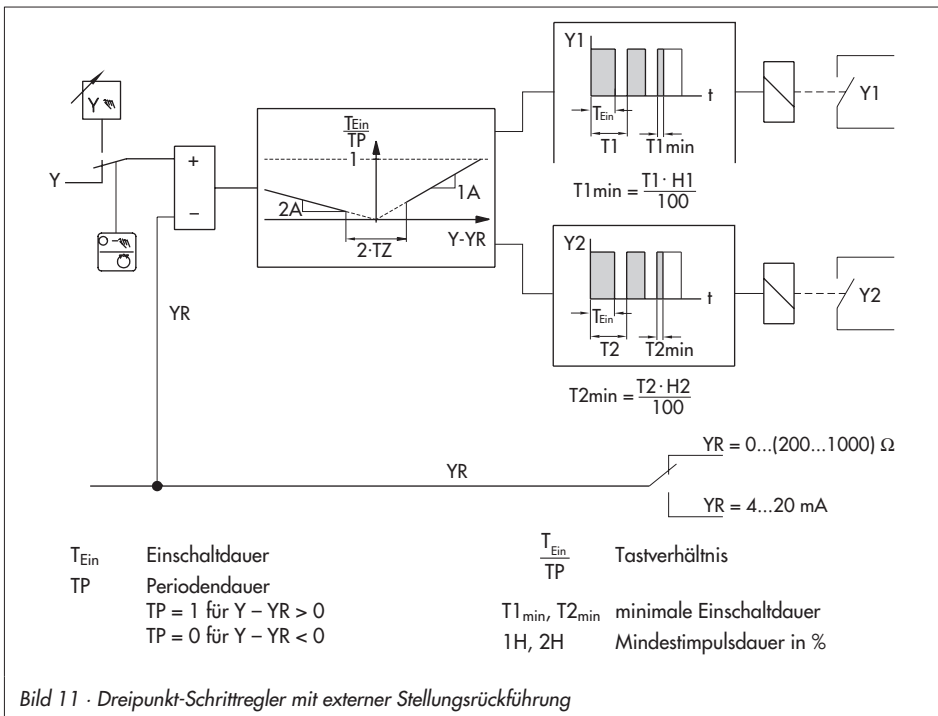 Y
Y
+
−
YR
T_Ein
TP
1
1A
2A
2·TZ
Y-YR
Y1
t
T_Ein
T1
T1min
T1min = T1 · H1
100
Y1
Y2
t
T_Ein
T2
T2min
T2min = T2 · H2
100
Y2
YR
YR = 0...(200...1000) Ω
YR = 4...20 mA
T_Ein Einschaltdauer
TP Periodendauer
TP = 1 für Y – YR > 0
TP = 0 für Y – YR < 0
T_Ein
TP
Tastverhältnis
T1min, T2min minimale Einschaltdauer
1H, 2H Mindestimpulsdauer in %
Bild 11 · Dreipunkt-Schrittregler mit externer Stellungsrückführung